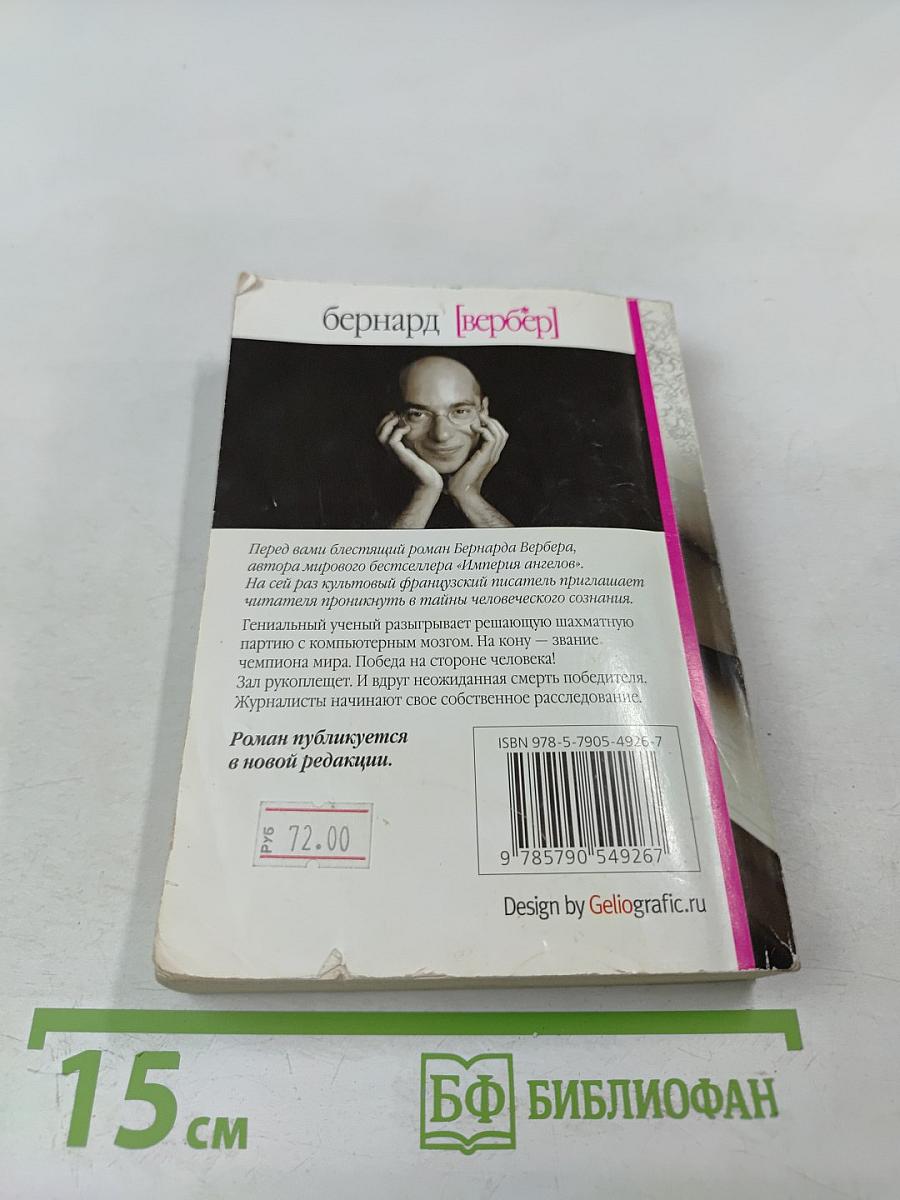 бернард [вербер]
Перед вами блестящий роман Бернарда Вербера,
автора мирового бестселлера «Империя ангелов».
На сей раз культовый французский писатель приглашает
читателя проникнуть в тайны человеческого сознания.
Гениальный ученый разыгрывает решающую шахматную
партию с компьютерным мозгом. На кону — звание
чемпиона мира. Победа на стороне человека!
Зал рукоплещет. И вдруг неожиданная смерть победителя.
Журналисты начинают свое собственное расследование.
Роман публикуется
в новой редакции.
ISBN 978-5-7905-4926-7
РУБ 72.00
9 785790 549267
Design by Geliografic.ru
15 см
БФ БИБЛИОФАН